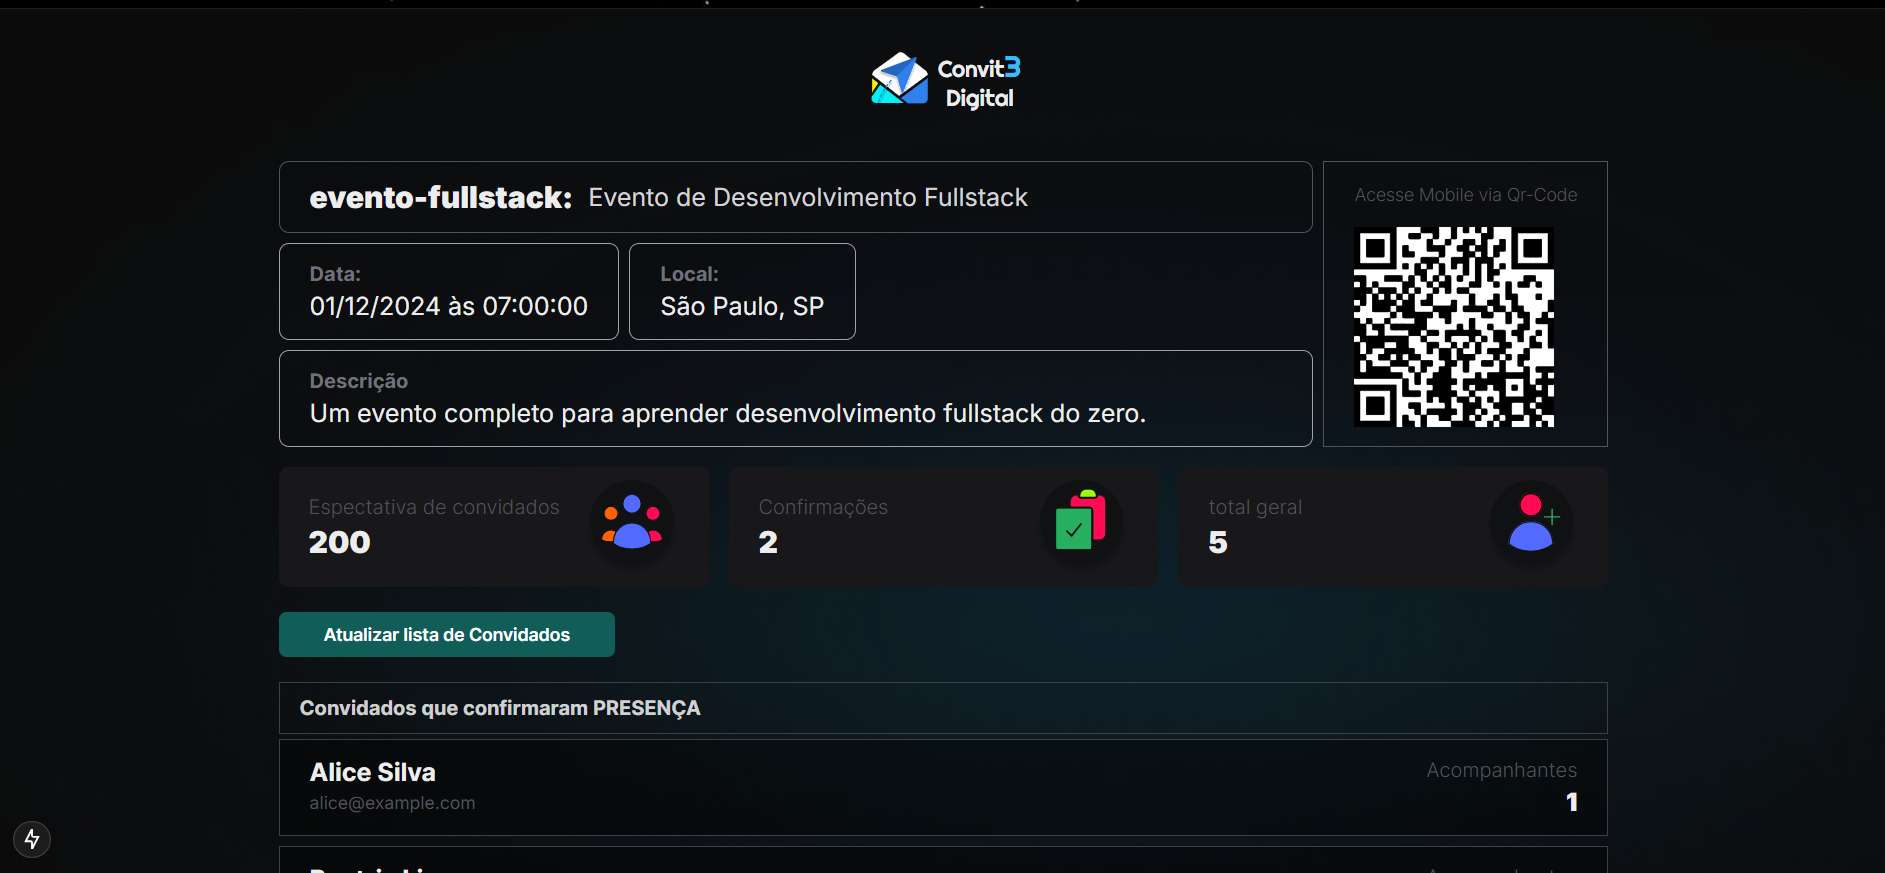 Convit3
Digital
evento-fullstack: Evento de Desenvolvimento Fullstack
Acesse Mobile via Qr-Code
Data:
01/12/2024 às 07:00:00
Local:
São Paulo, SP
Descrição
Um evento completo para aprender desenvolvimento fullstack do zero.
Espectativa de convidados
200
Confirmações
2
total geral
5
Atualizar lista de Convidados
Convidados que confirmaram PRESENÇA
Alice Silva
alice@example.com
Acompanhantes
1